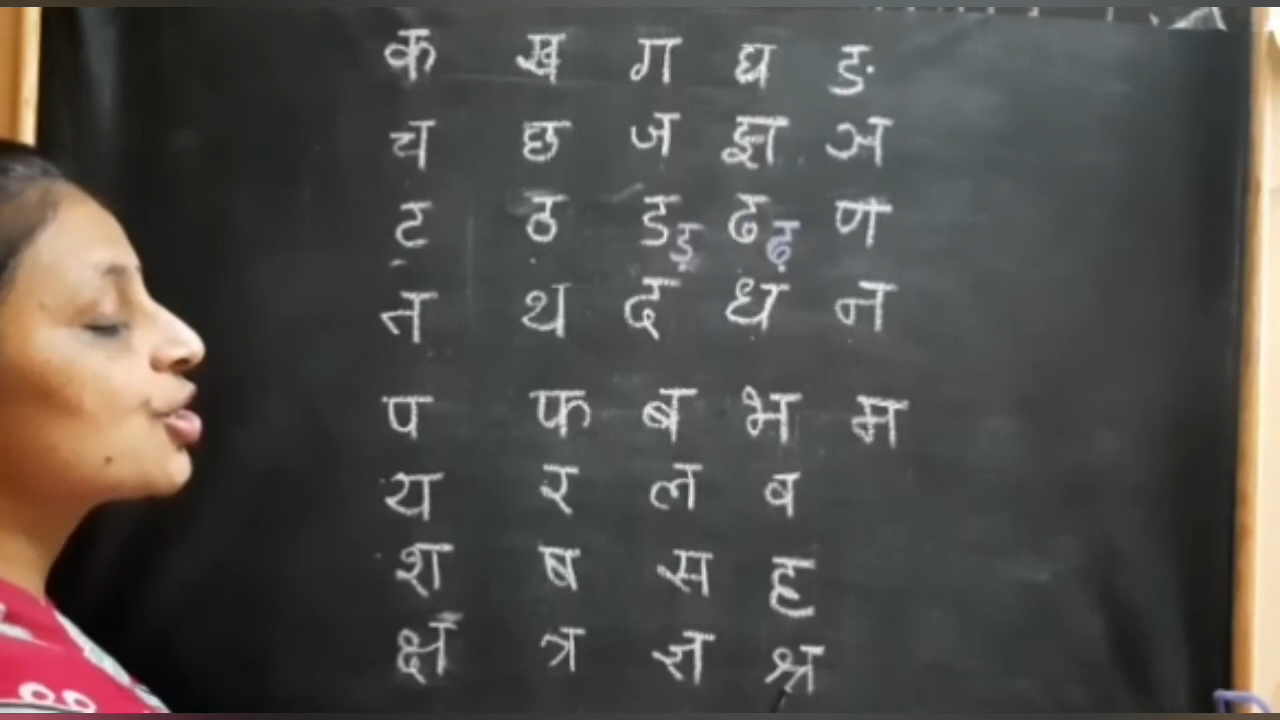 क ख ग घ ङ
च छ ज झ ञ
ट ठ ड ड़ ढ ढ़ ण
त थ द ध न
प फ ब भ म
य र ल व
श ष स ह
क्ष त्र ज्ञ श्र